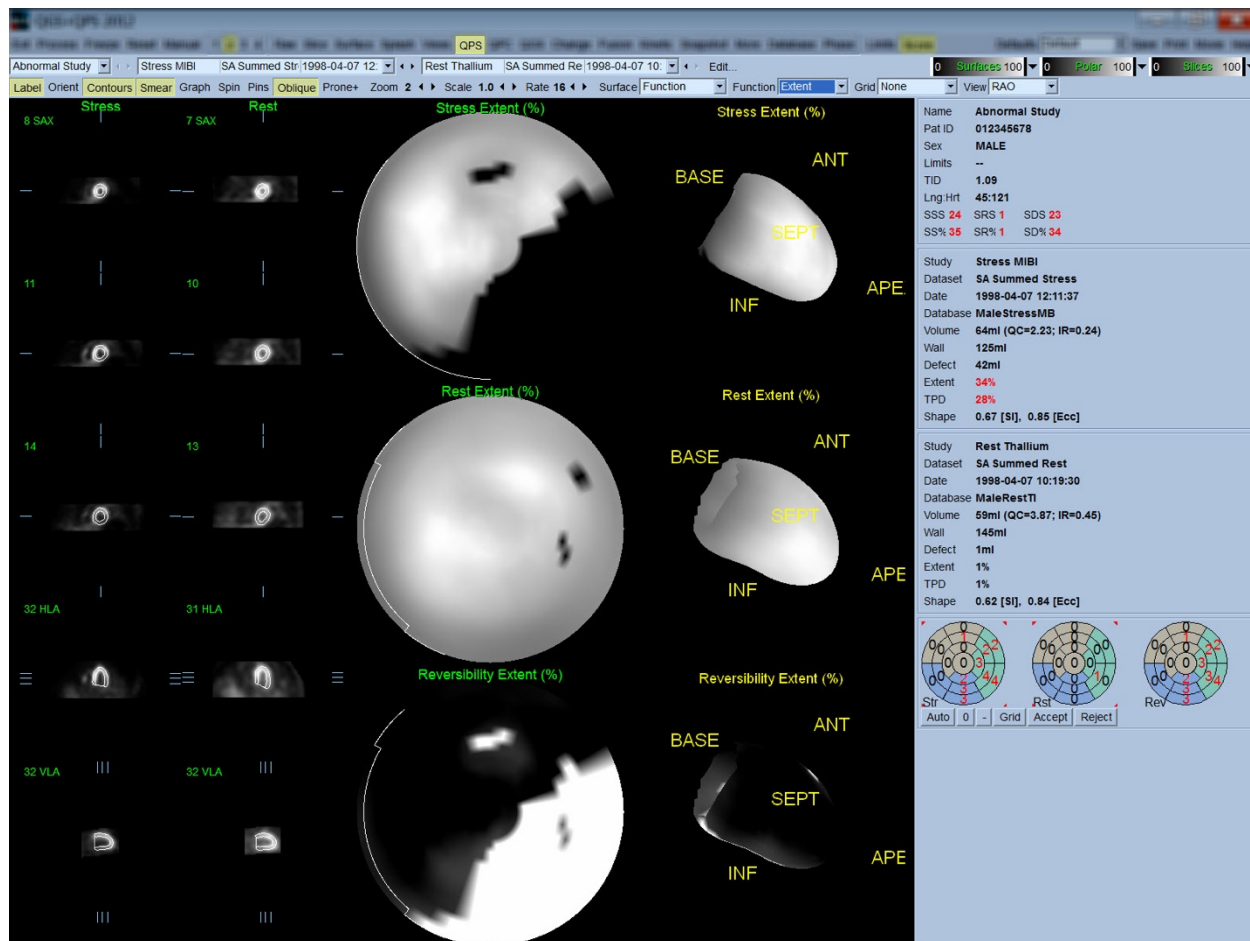 QGS+QPS 2012
QPS
Abnormal Study Stress MIBI SA Summed Str 1998-04-07 12: Rest Thallium SA Summed Re 1998-04-07 10: Edit... 0 Surfaces 100 0 Polar 100 0 Slices 100
Label Orient Contours Smear Graph Spin Pins Oblique Prone+ Zoom 2 Scale 1.0 Rate 16 Surface Function Function Extent Grid None View RAO
Stress Rest
8 SAX 7 SAX
11 10
14 13
32 HLA 31 HLA
32 VLA 32 VLA
Stress Extent (%)
Rest Extent (%)
Reversibility Extent (%)
Stress Extent (%)
ANT
BASE
SEPT
APE.
INF
Rest Extent (%)
ANT
BASE
SEPT
APE
INF
Reversibility Extent (%)
ANT
BASE
SEPT
APE
INF
Name Abnormal Study
Pat ID 012345678
Sex MALE
Limits --
TID 1.09
Lng:Hrt 45:121
SSS 24 SRS 1 SDS 23
SS% 35 SR% 1 SD% 34
Study Stress MIBI
Dataset SA Summed Stress
Date 1998-04-07 12:11:37
Database MaleStressMB
Volume 64ml (QC=2.23; IR=0.24)
Wall 125ml
Defect 42ml
Extent 34%
TPD 28%
Shape 0.67 [SI], 0.85 [Ecc]
Study Rest Thallium
Dataset SA Summed Rest
Date 1998-04-07 10:19:30
Database MaleRestTl
Volume 59ml (QC=3.87; IR=0.45)
Wall 145ml
Defect 1ml
Extent 1%
TPD 1%
Shape 0.62 [SI], 0.84 [Ecc]
Str Rst Rev
Auto 0 - Grid Accept Reject